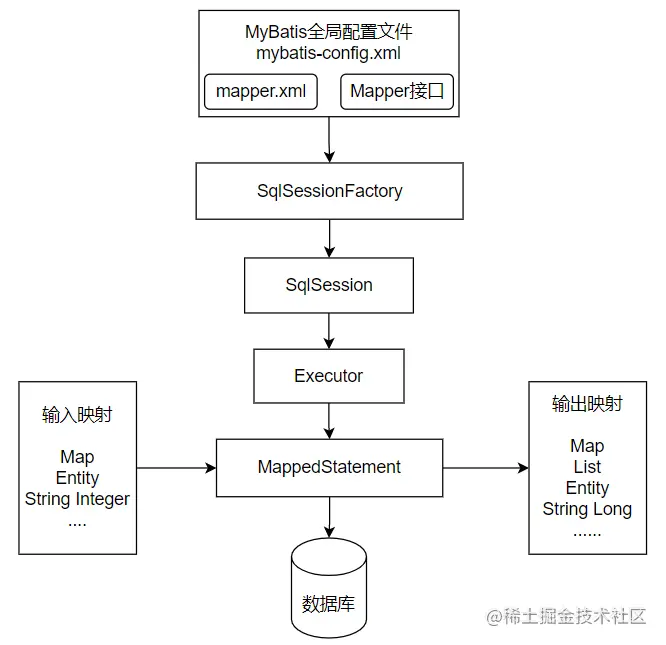 MyBatis全局配置文件
mybatis-config.xml
mapper.xml
Mapper接口
SqlSessionFactory
SqlSession
Executor
输入映射
Map
Entity
String Integer
....
MappedStatement
输出映射
Map
List
Entity
String Long
......
数据库
@稀土掘金技术社区